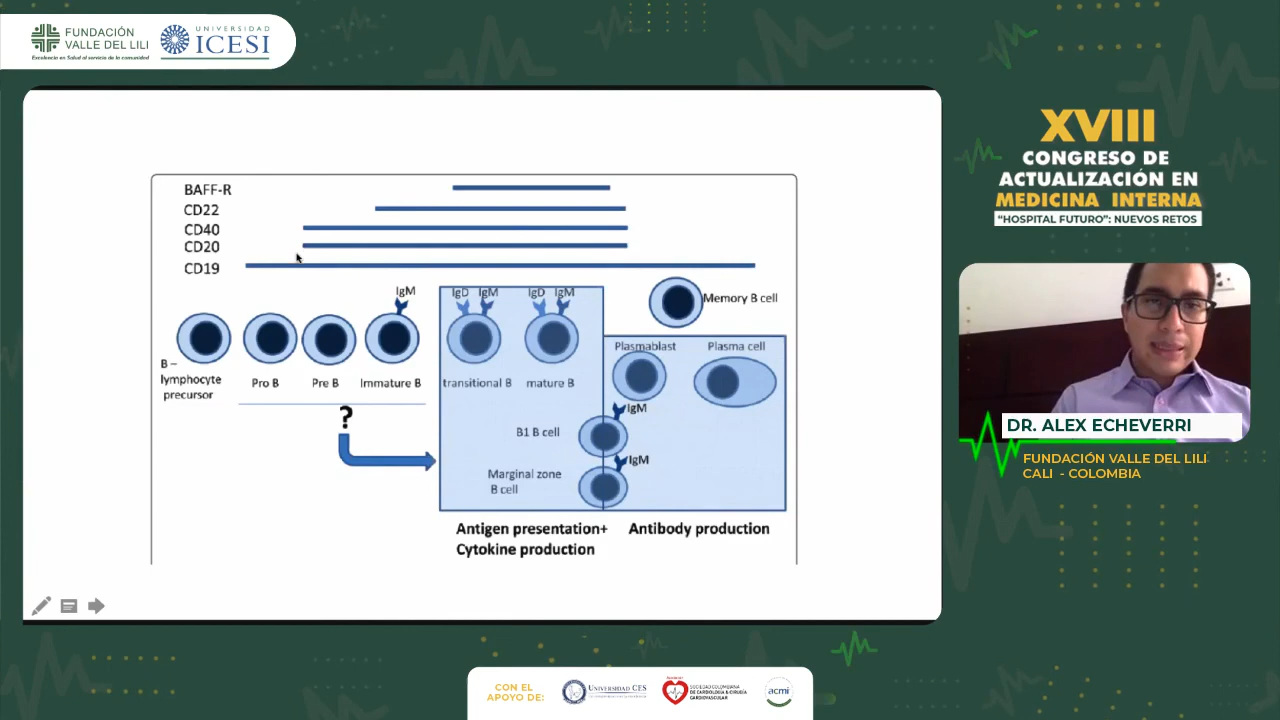 FUNDACIÓN
VALLE DEL LILI
Excelencia en Salud al servicio de la comunidad
UNIVERSIDAD
ICESI
BAFF-R
CD22
CD40
CD20
CD19
IgM
IgD IgM
IgD IgM
Memory B cell
B –
lymphocyte
precursor
Pro B
Pre B
Immature B
transitional B
mature B
Plasmablast
Plasma cell
?
IgM
B1 B cell
IgM
Marginal zone
B cell
Antigen presentation+
Cytokine production
Antibody production
XVIII
CONGRESO DE
ACTUALIZACIÓN EN
MEDICINA INTERNA
“HOSPITAL FUTURO”: NUEVOS RETOS
DR. ALEX ECHEVERRI
FUNDACIÓN VALLE DEL LILI
CALI - COLOMBIA
CON EL
APOYO DE:
UNIVERSIDAD CES
SOCIEDAD COLOMBIANA
DE CARDIOLOGÍA & CIRUGÍA
CARDIOVASCULAR
acmi